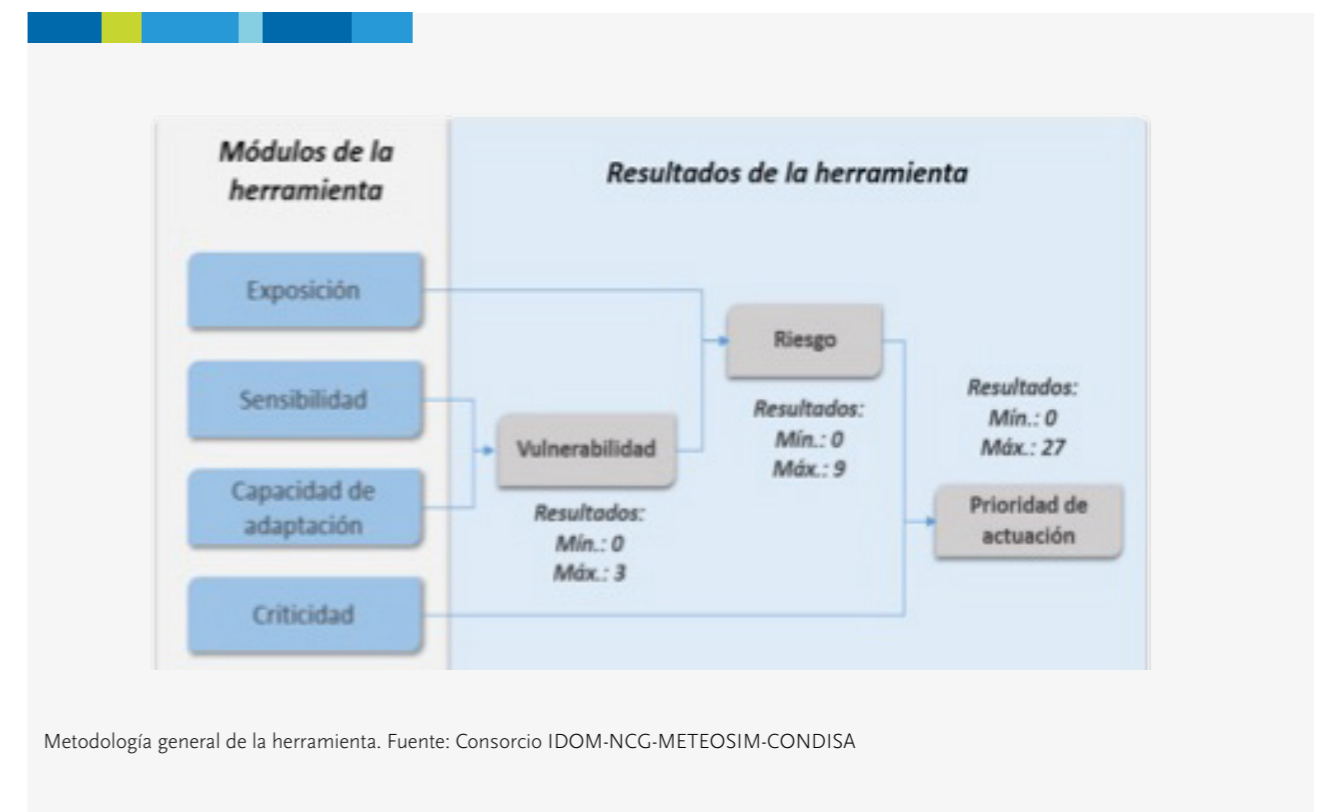 Módulos de la
herramienta
Resultados de la herramienta
Exposición
Sensibilidad
Capacidad de
adaptación
Criticidad
Vulnerabilidad
Resultados:
Mín.: 0
Máx.: 3
Riesgo
Resultados:
Mín.: 0
Máx.: 9
Resultados:
Mín.: 0
Máx.: 27
Prioridad de
actuación
Metodología general de la herramienta. Fuente: Consorcio IDOM-NCG-METEOSIM-CONDISA